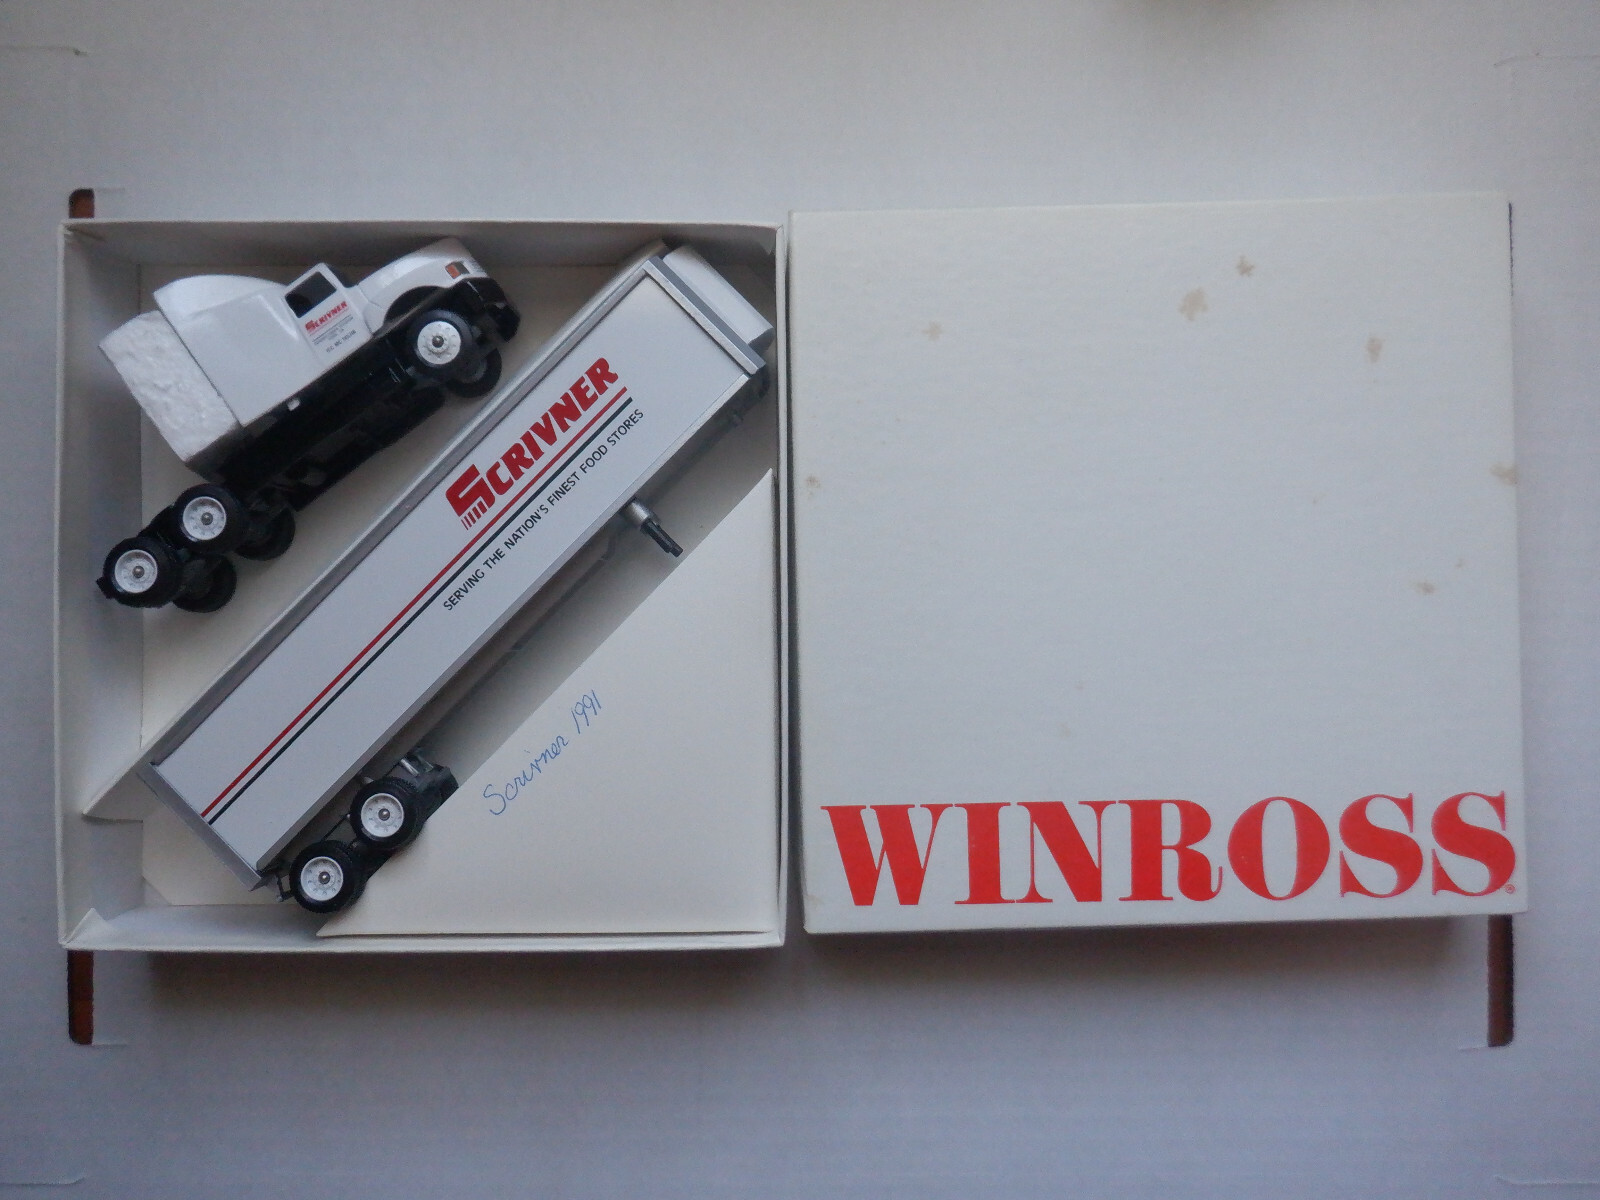 SCRIVNER
SCRIVNER
SERVING THE NATION'S FINEST FOOD STORES
Scrivner 1991
WINROSS®